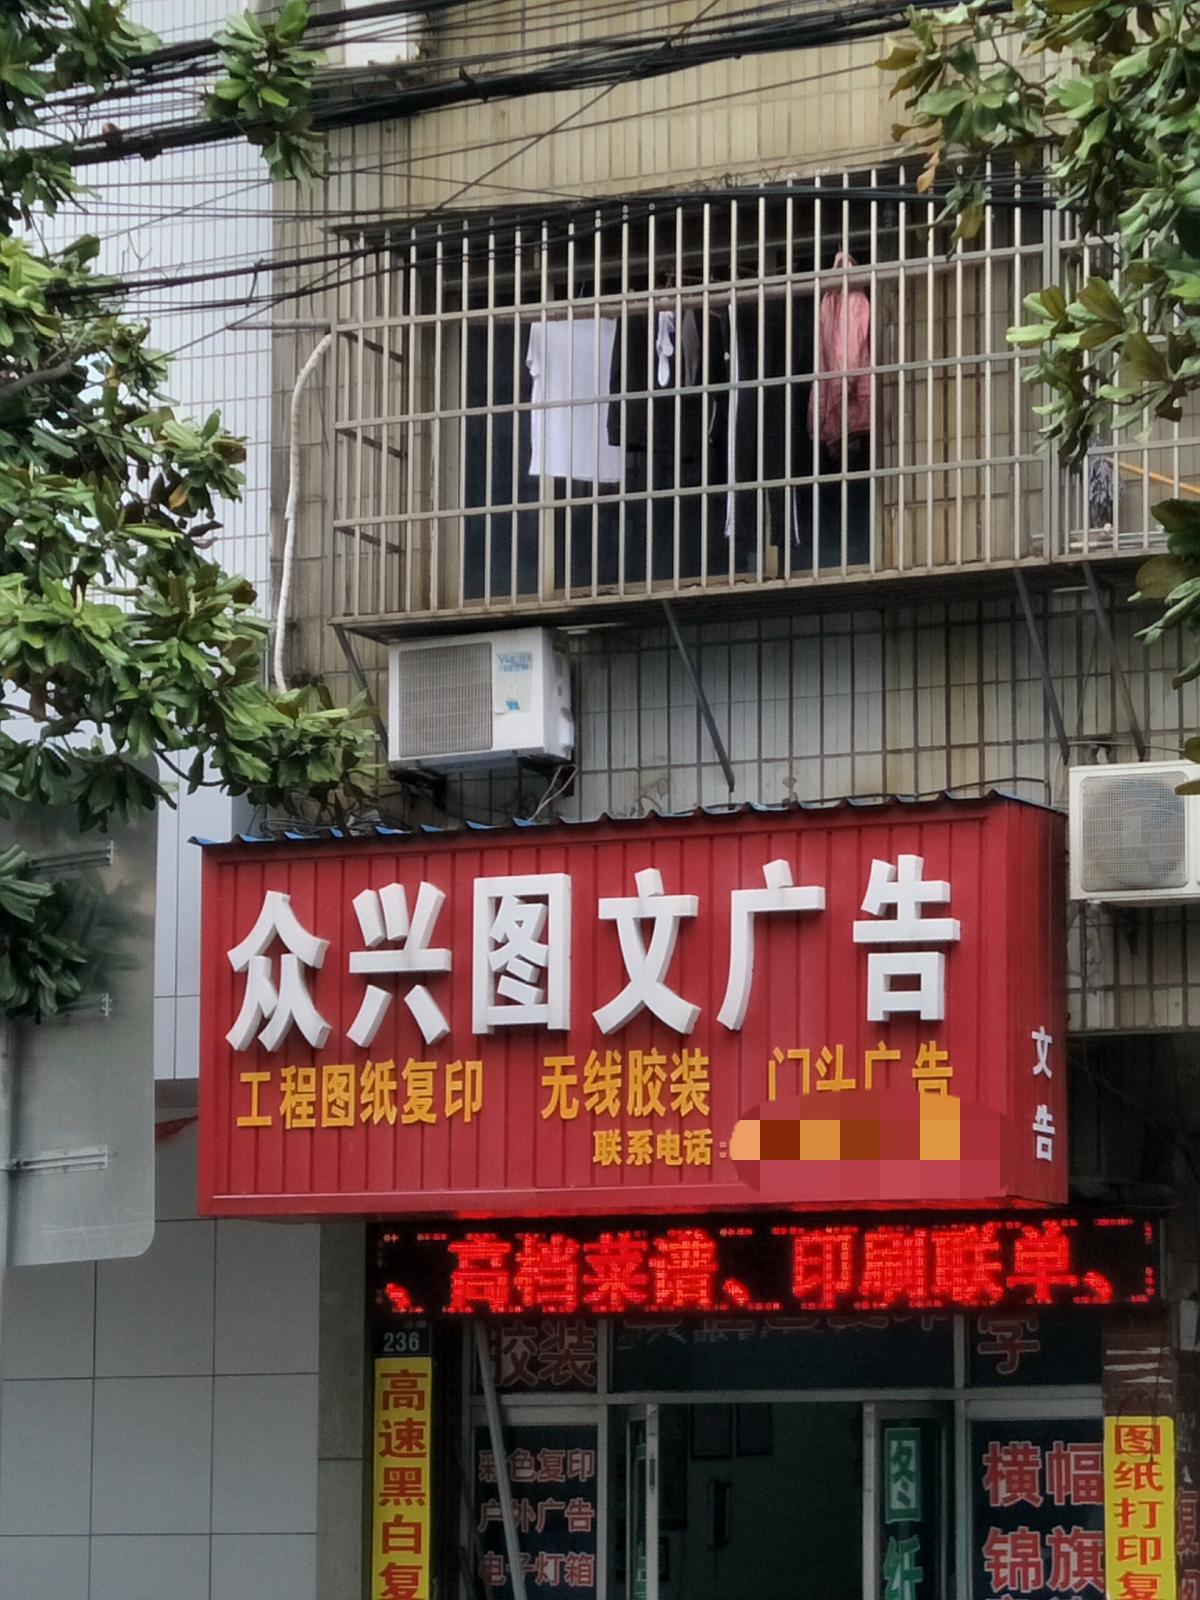 众兴图文广告
工程图纸复印 无线胶装 门头广告
联系电话:
文
告
、高档菜谱、印刷联单、
236
胶装
字
高速黑白复
彩色复印
户外广告
电子灯箱
图纸
横幅
锦旗
图纸打印复